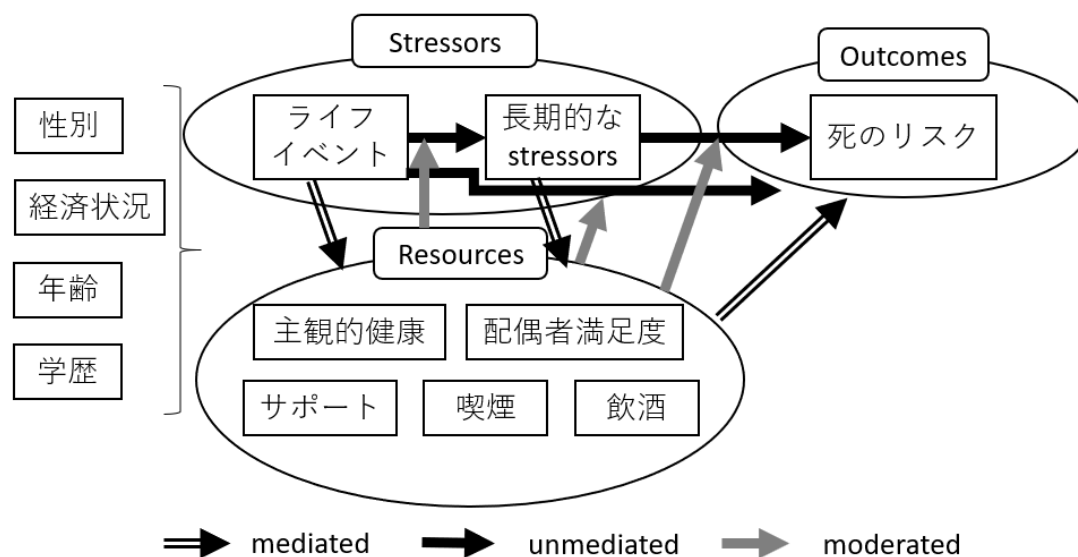 Stressors
Outcomes
性別
経済状況
年齢
学歴
ライフ
イベント
長期的な
stressors
死のリスク
Resources
主観的健康
配偶者満足度
サポート
喫煙
飲酒
mediated
unmediated
moderated